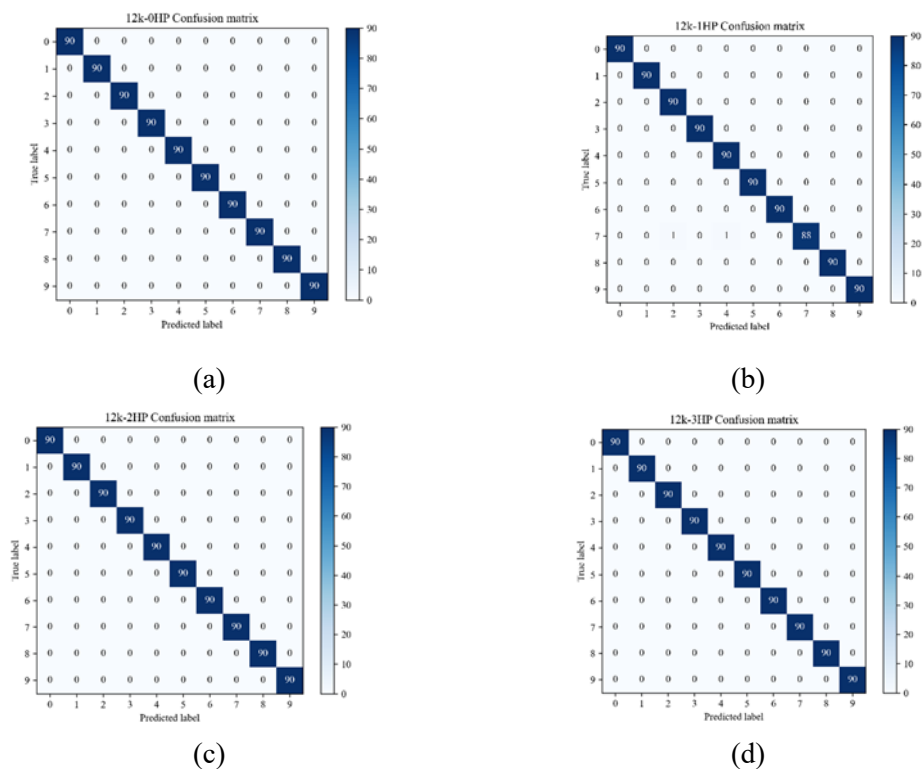 12k-0HP Confusion matrix
0 90 0 0 0 0 0 0 0 0 0 90
1 0 90 0 0 0 0 0 0 0 0 80
2 0 0 90 0 0 0 0 0 0 0 70
3 0 0 0 90 0 0 0 0 0 0 60
4 0 0 0 0 90 0 0 0 0 0 50
5 0 0 0 0 0 90 0 0 0 0 40
6 0 0 0 0 0 0 90 0 0 0 30
7 0 0 0 0 0 0 0 90 0 0 20
8 0 0 0 0 0 0 0 0 90 0 10
9 0 0 0 0 0 0 0 0 0 90 0
True label
0 1 2 3 4 5 6 7 8 9
Predicted label
(a)
12k-1HP Confusion matrix
0 90 0 0 0 0 0 0 0 0 0 90
1 0 90 0 0 0 0 0 0 0 0 80
2 0 0 90 0 0 0 0 0 0 0 70
3 0 0 0 90 0 0 0 0 0 0 60
4 0 0 0 0 90 0 0 0 0 0 50
5 0 0 0 0 0 90 0 0 0 0 40
6 0 0 0 0 0 0 90 0 0 0 30
7 0 0 1 0 1 0 0 88 0 0 20
8 0 0 0 0 0 0 0 0 90 0 10
9 0 0 0 0 0 0 0 0 0 90 0
True label
0 1 2 3 4 5 6 7 8 9
Predicted label
(b)
12k-2HP Confusion matrix
0 90 0 0 0 0 0 0 0 0 0 90
1 0 90 0 0 0 0 0 0 0 0 80
2 0 0 90 0 0 0 0 0 0 0 70
3 0 0 0 90 0 0 0 0 0 0 60
4 0 0 0 0 90 0 0 0 0 0 50
5 0 0 0 0 0 90 0 0 0 0 40
6 0 0 0 0 0 0 90 0 0 0 30
7 0 0 0 0 0 0 0 90 0 0 20
8 0 0 0 0 0 0 0 0 90 0 10
9 0 0 0 0 0 0 0 0 0 90 0
True label
0 1 2 3 4 5 6 7 8 9
Predicted label
(c)
12k-3HP Confusion matrix
0 90 0 0 0 0 0 0 0 0 0 90
1 0 90 0 0 0 0 0 0 0 0 80
2 0 0 90 0 0 0 0 0 0 0 70
3 0 0 0 90 0 0 0 0 0 0 60
4 0 0 0 0 90 0 0 0 0 0 50
5 0 0 0 0 0 90 0 0 0 0 40
6 0 0 0 0 0 0 90 0 0 0 30
7 0 0 0 0 0 0 0 90 0 0 20
8 0 0 0 0 0 0 0 0 90 0 10
9 0 0 0 0 0 0 0 0 0 90 0
True label
0 1 2 3 4 5 6 7 8 9
Predicted label
(d)